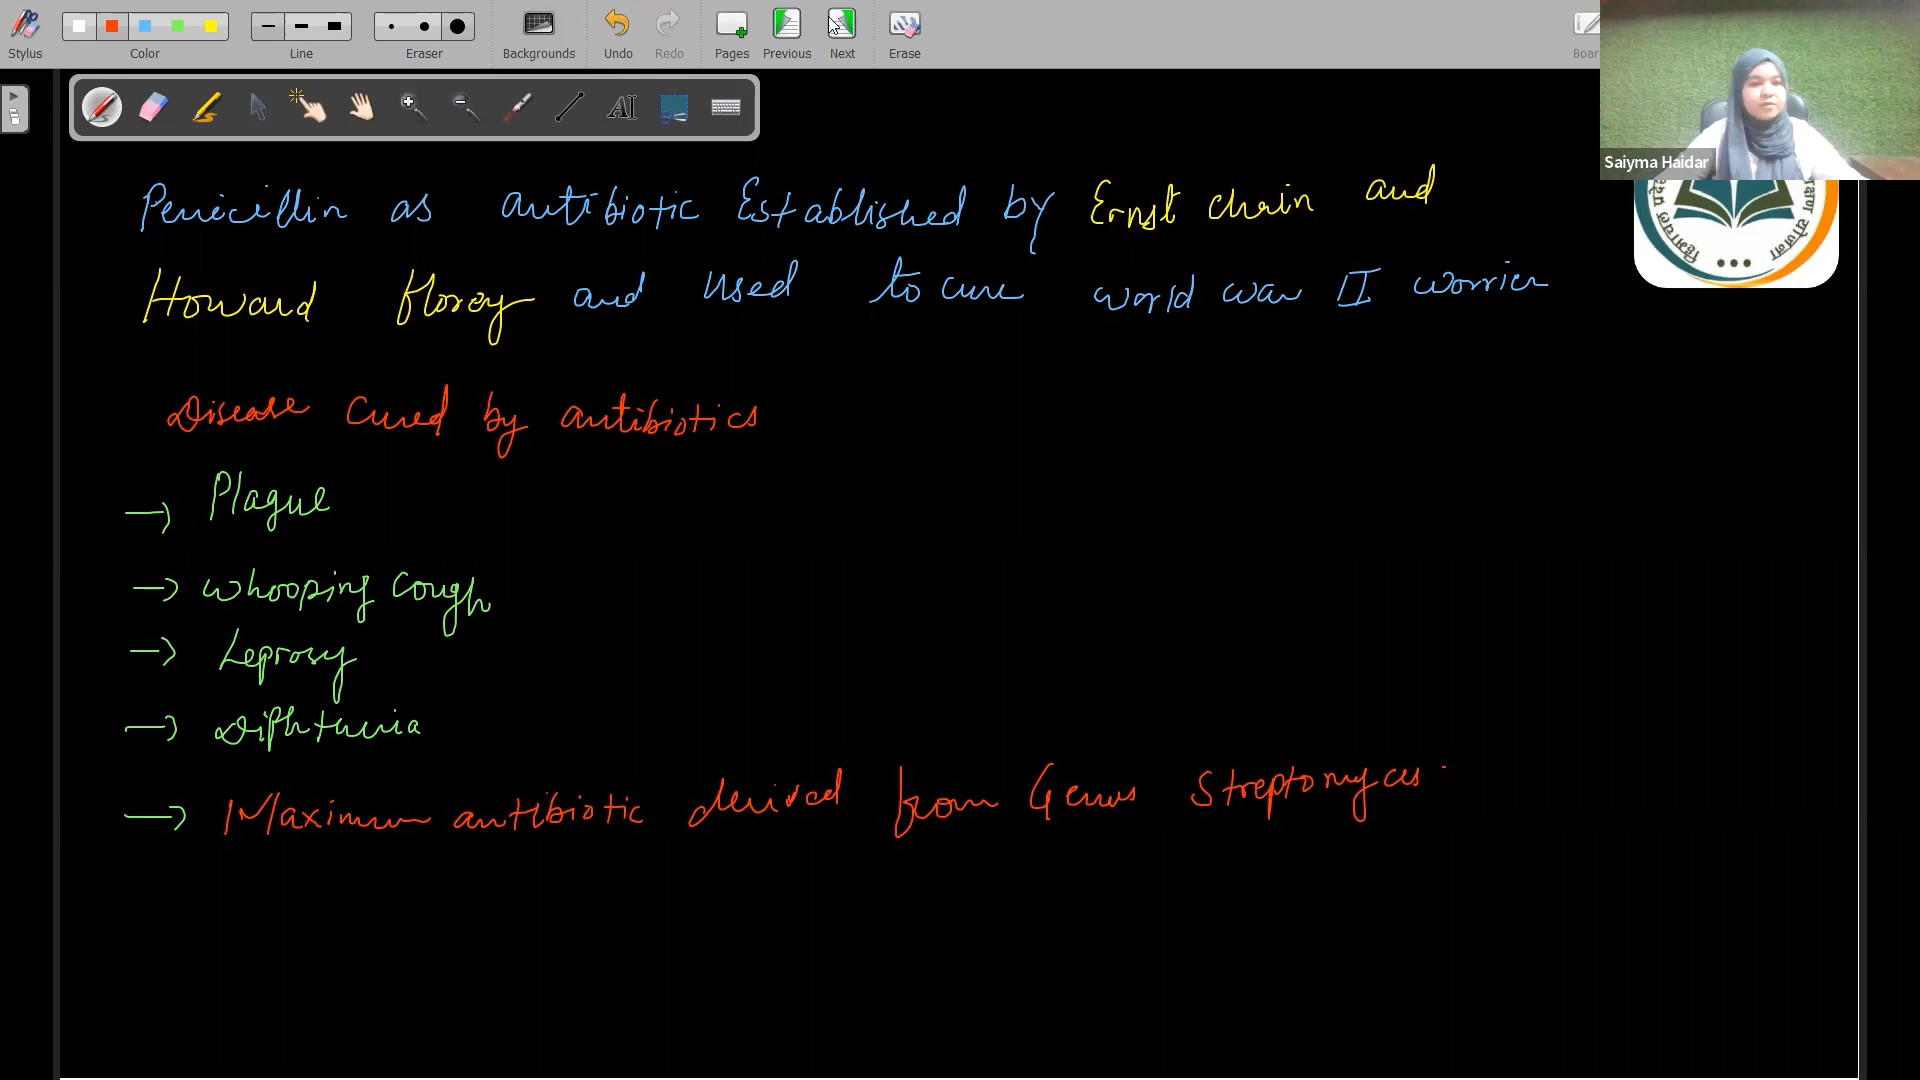 Stylus Color Line Eraser Backgrounds Undo Redo Pages Previous Next Erase Boar
Saiyma Haidar
Penicillin as antibiotic Established by Ernst chain and
Howard florey and used to cure world war II worrier
Disease cured by antibiotics
→ Plague
→ Whooping cough
→ Leprosy
→ Diphtheria
→ Maximum antibiotic derived from Genus Streptomyces.